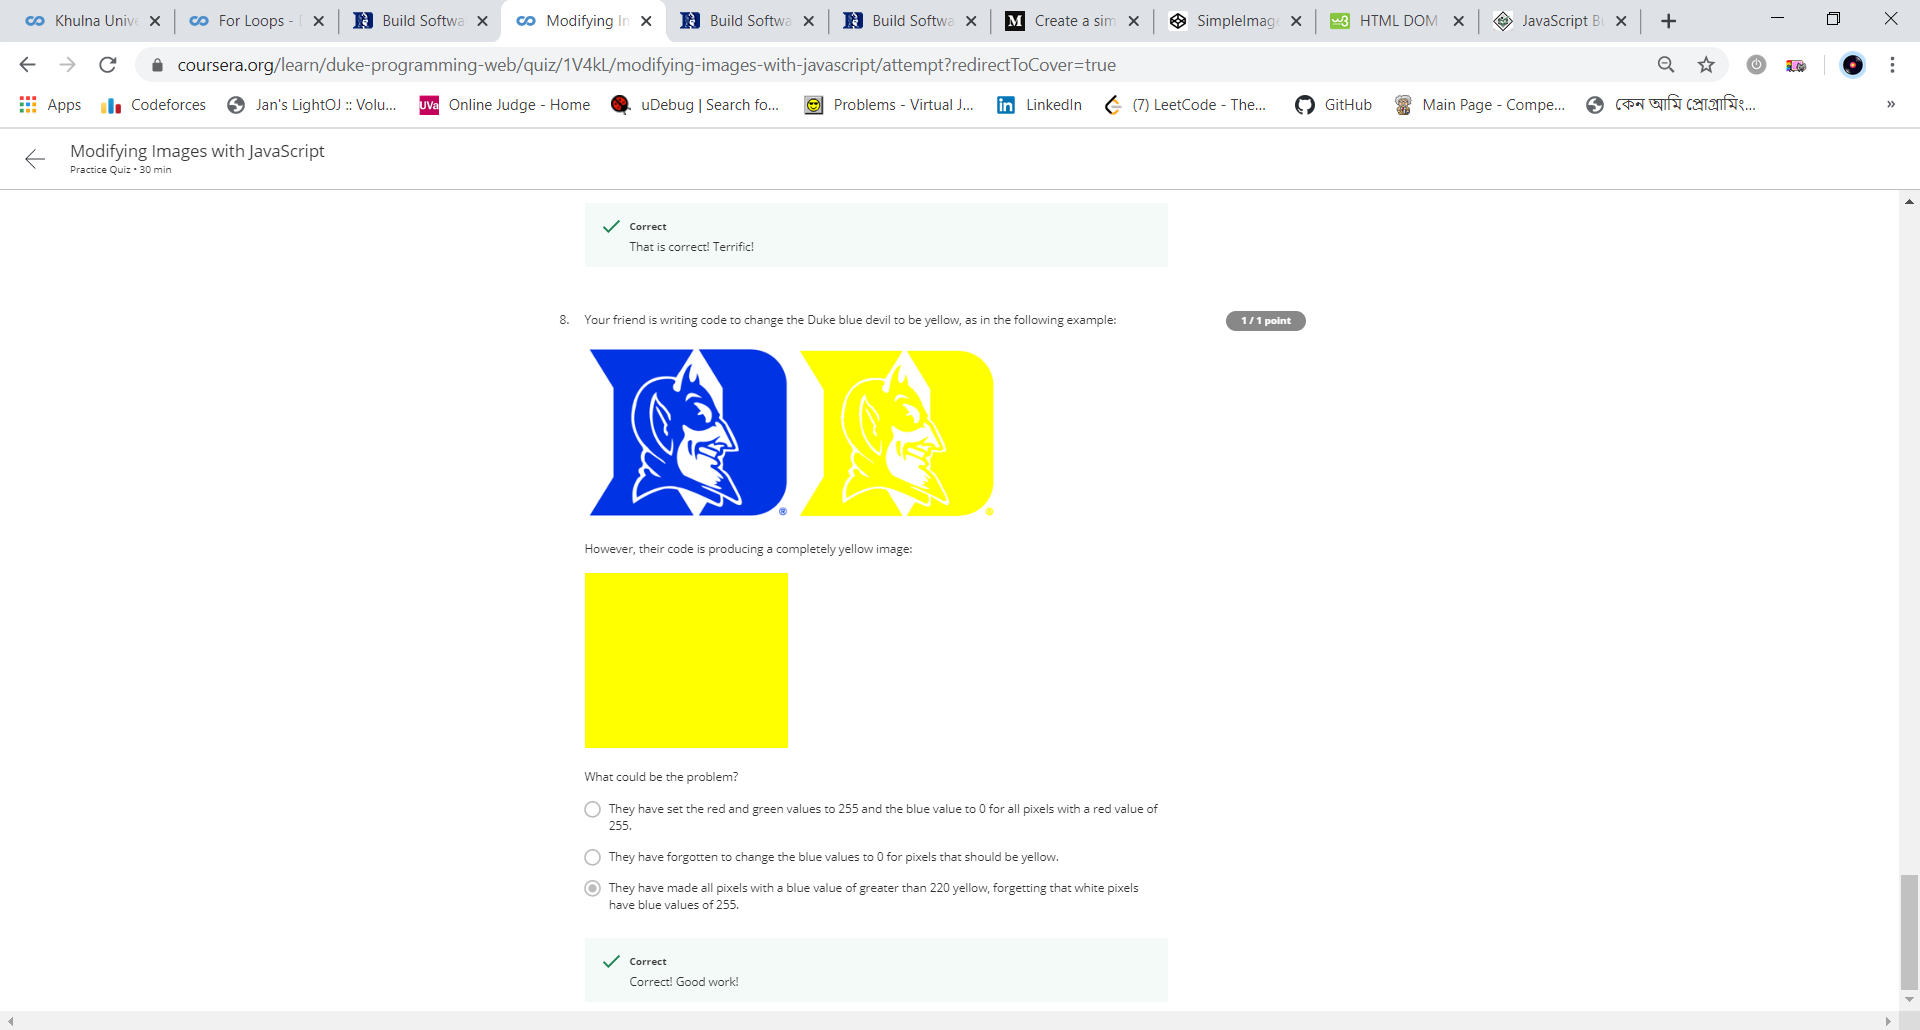 Khulna Unive
For Loops - 
Build Softwa
Modifying In
Build Softwa
Build Softwa
Create a sim
SimpleImage
HTML DOM
JavaScript Bu
coursera.org/learn/duke-programming-web/quiz/1V4kL/modifying-images-with-javascript/attempt?redirectToCover=true
Apps
Codeforces
Jan's LightOJ :: Volu...
UVa Online Judge - Home
uDebug | Search fo...
Problems - Virtual J...
in LinkedIn
(7) LeetCode - The...
GitHub
Main Page - Compe...
কেন আমি প্রোগ্রামিং...
»
Modifying Images with JavaScript
Practice Quiz • 30 min
Correct
That is correct! Terrific!
8. Your friend is writing code to change the Duke blue devil to be yellow, as in the following example:
1 / 1 point
®
However, their code is producing a completely yellow image:
What could be the problem?
They have set the red and green values to 255 and the blue value to 0 for all pixels with a red value of
255.
They have forgotten to change the blue values to 0 for pixels that should be yellow.
They have made all pixels with a blue value of greater than 220 yellow, forgetting that white pixels
have blue values of 255.
Correct
Correct! Good work!